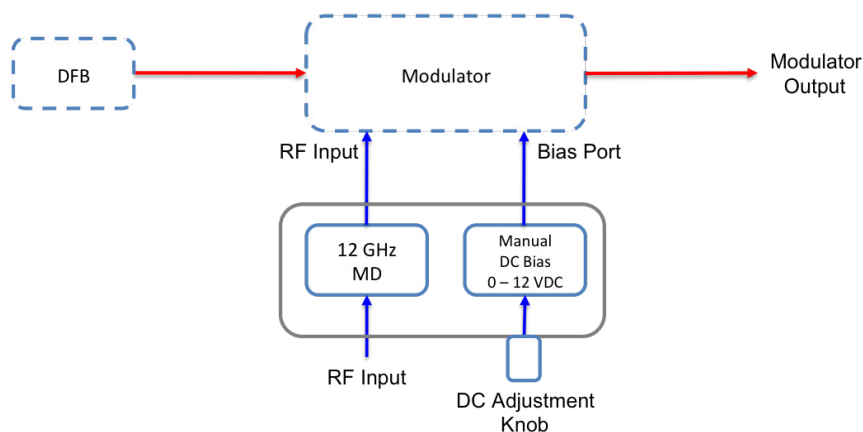 DFB
Modulator
Modulator
Output
RF Input
Bias Port
12 GHz
MD
Manual
DC Bias
0 – 12 VDC
RF Input
DC Adjustment
Knob